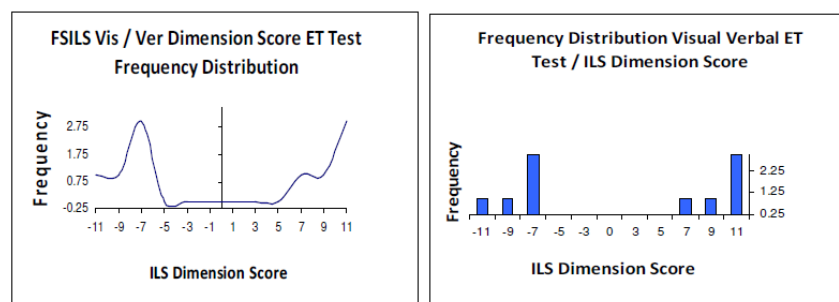 FSILS Vis / Ver Dimension Score ET Test
Frequency Distribution
Frequency
2.75
1.75
0.75
-0.25
-11 -9 -7 -5 -3 -1 1 3 5 7 9 11
ILS Dimension Score
Frequency Distribution Visual Verbal ET
Test / ILS Dimension Score
Frequency
2.25
1.25
0.25
-11 -9 -7 -5 -3 0 3 5 7 9 11
ILS Dimension Score